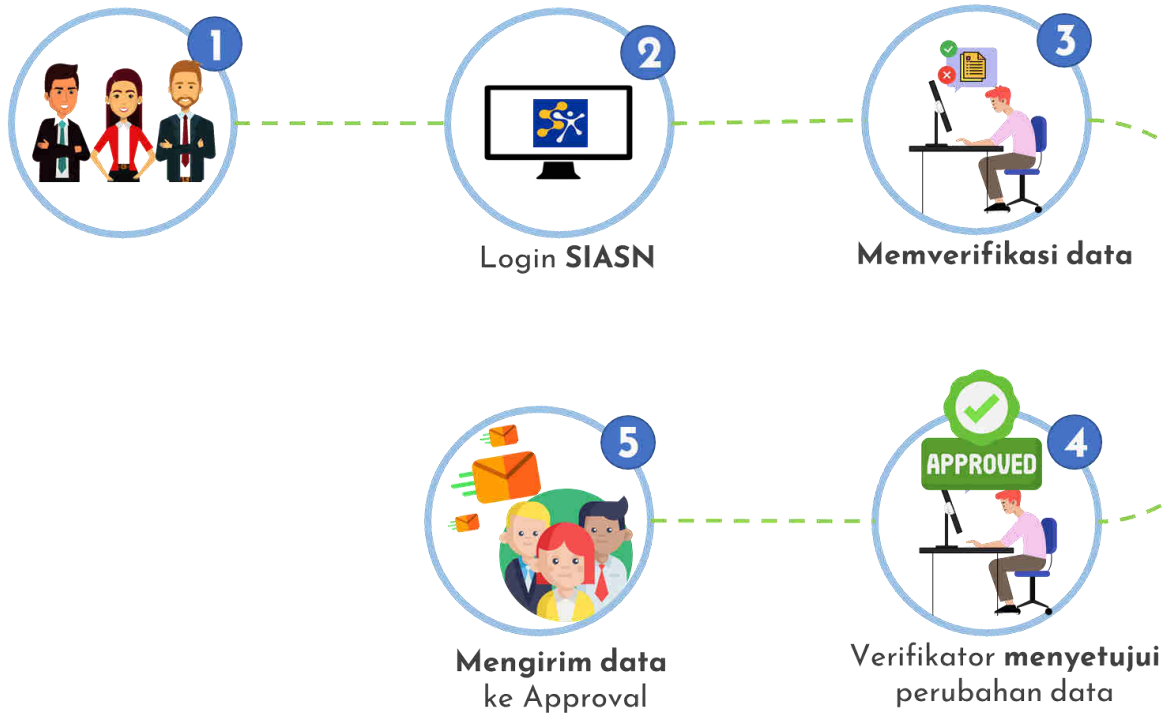 1
2
3
Login SIASN
Memverifikasi data
4
APPROVED
Verifikator menyetujui
perubahan data
5
Mengirim data
ke Approval